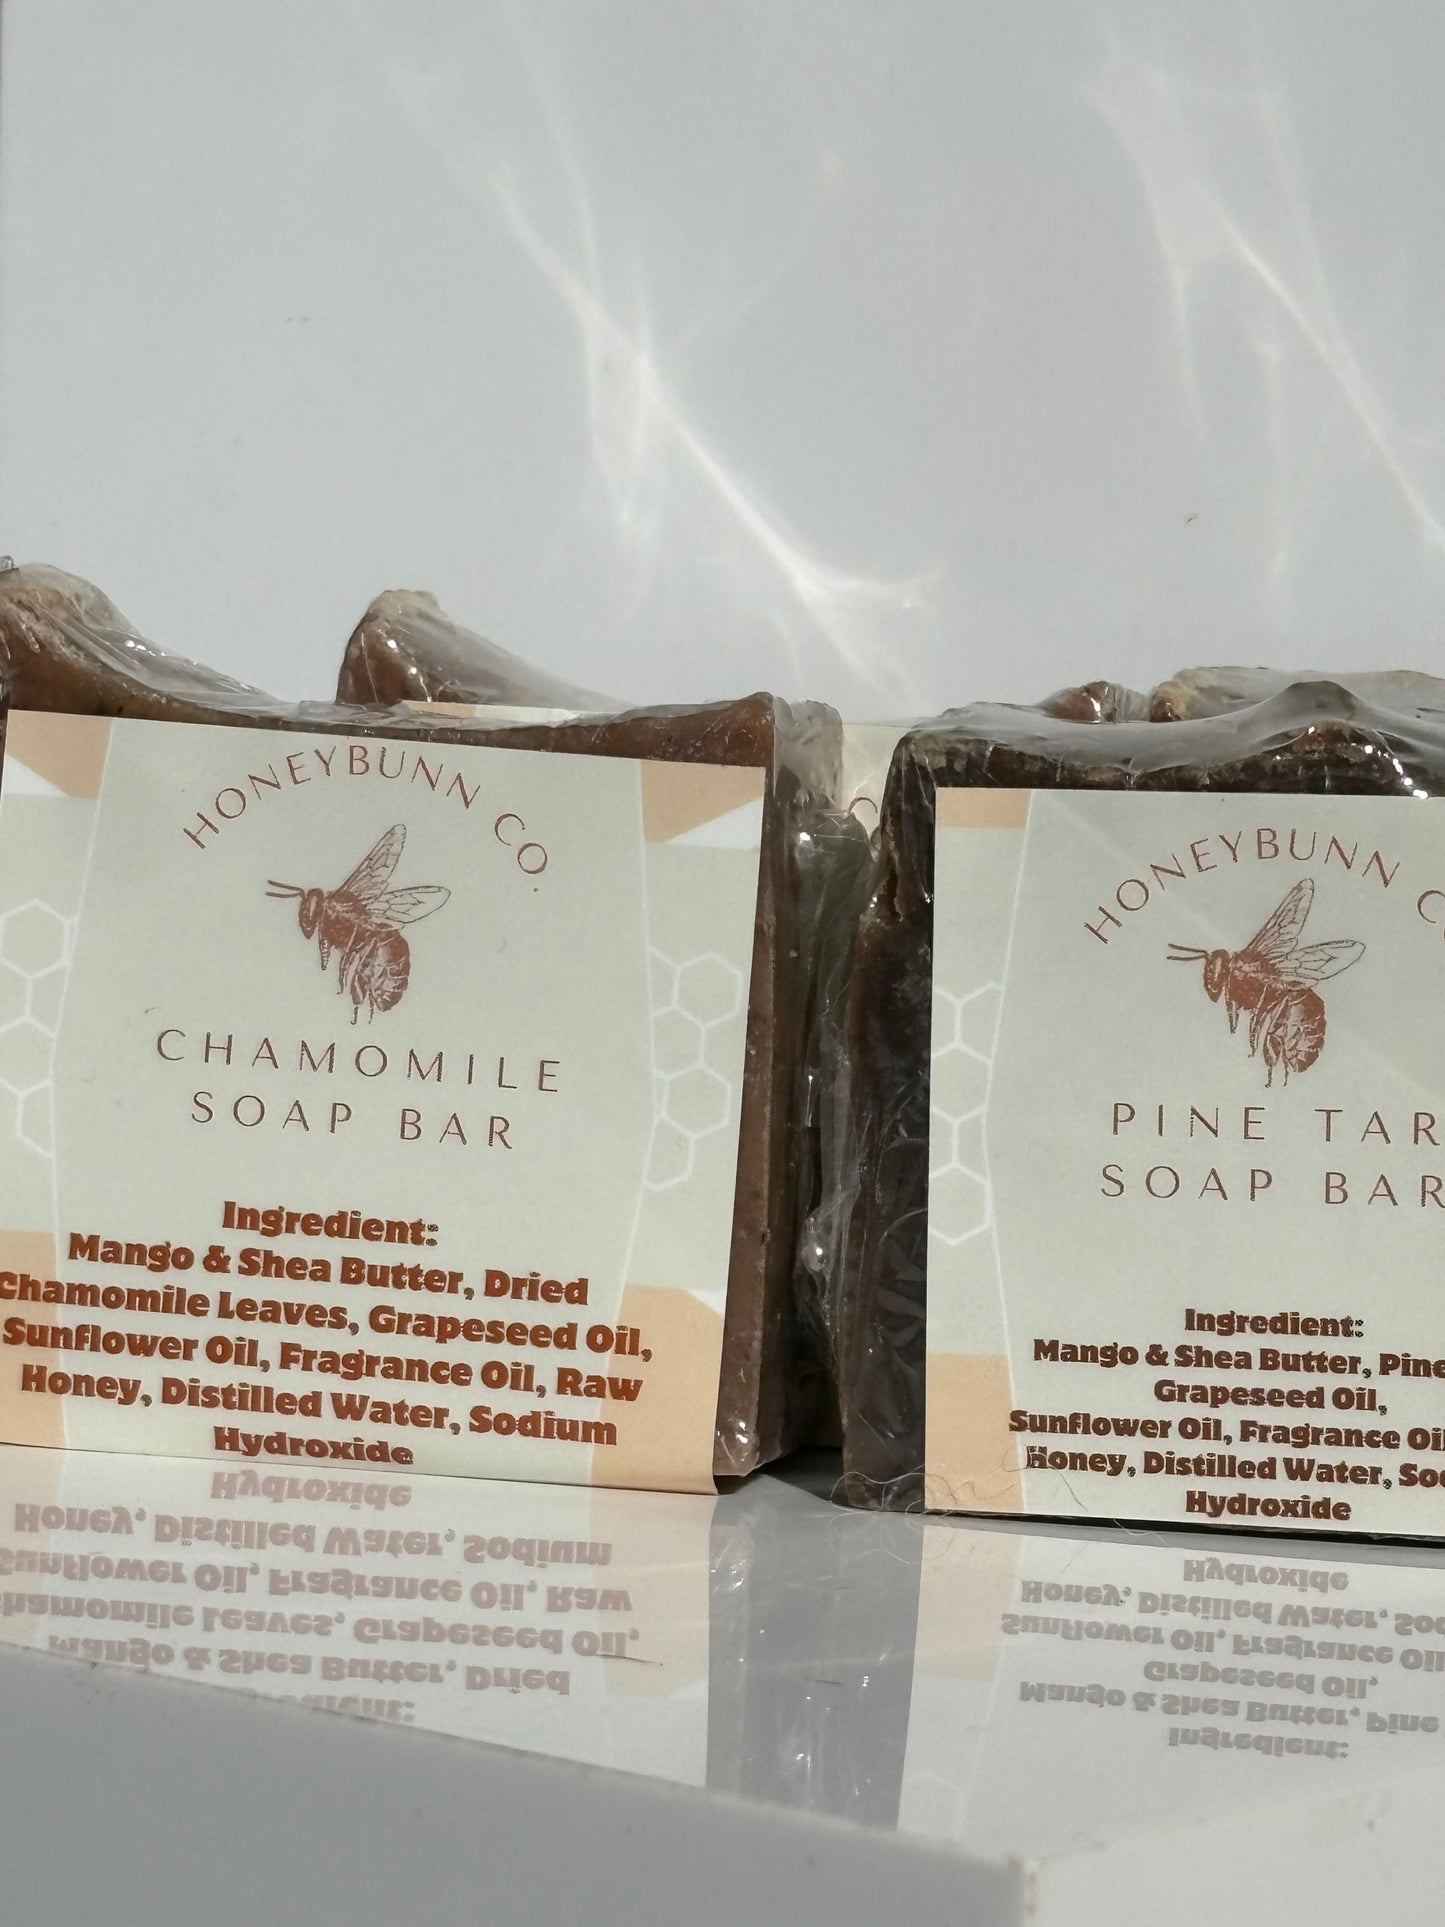 HONEYBUNN CO.
CHAMOMILE
SOAP BAR
Ingredient:
Mango & Shea Butter, Dried
Chamomile Leaves, Grapeseed Oil,
Sunflower Oil, Fragrance Oil, Raw
Honey, Distilled Water, Sodium
Hydroxide
HONEYBUNN C
PINE TAR
SOAP BAR
Ingredient:
Mango & Shea Butter, Pine
Grapeseed Oil,
Sunflower Oil, Fragrance Oil
Honey, Distilled Water, So
Hydroxide